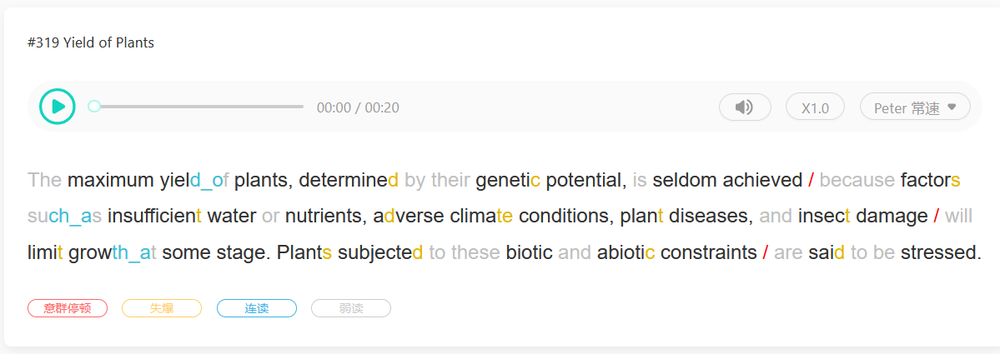 #319 Yield of Plants
00:00 / 00:20
X1.0
Peter 常速
The maximum yield_of plants, determined by their genetic potential, is seldom achieved / because factors
such_as insufficient water or nutrients, adverse climate conditions, plant diseases, and insect damage / will
limit growth_at some stage. Plants subjected to these biotic and abiotic constraints / are said to be stressed.
意群停顿 失爆 连读 弱读